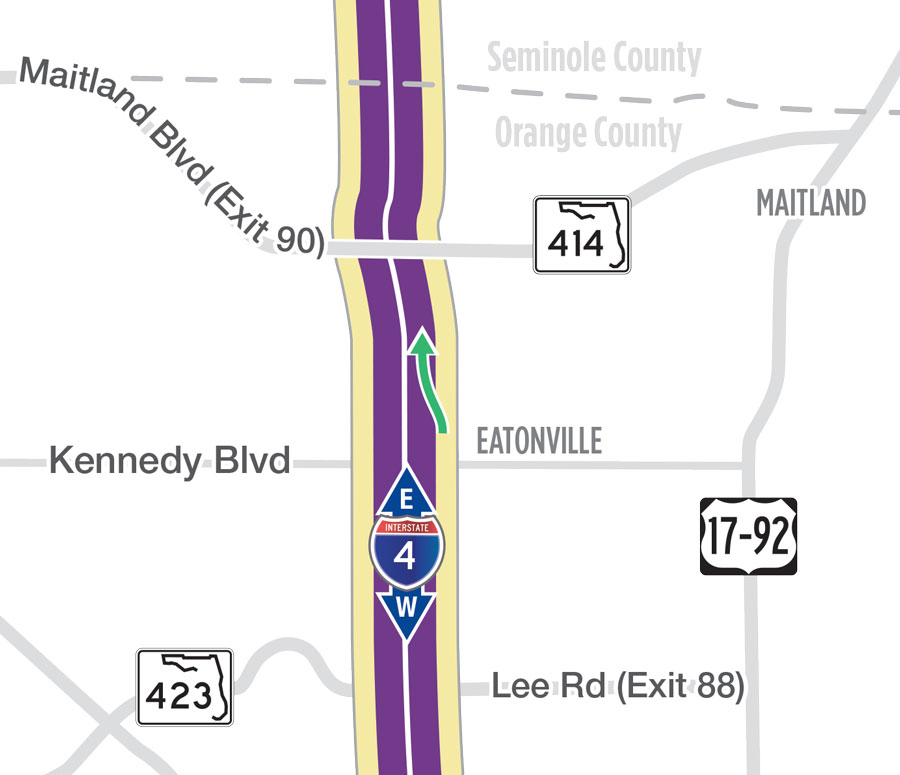 Seminole County
Maitland Blvd (Exit 90)
Orange County
MAITLAND
414
EATONVILLE
Kennedy Blvd
E
INTERSTATE
4
W
17-92
Lee Rd (Exit 88)
423